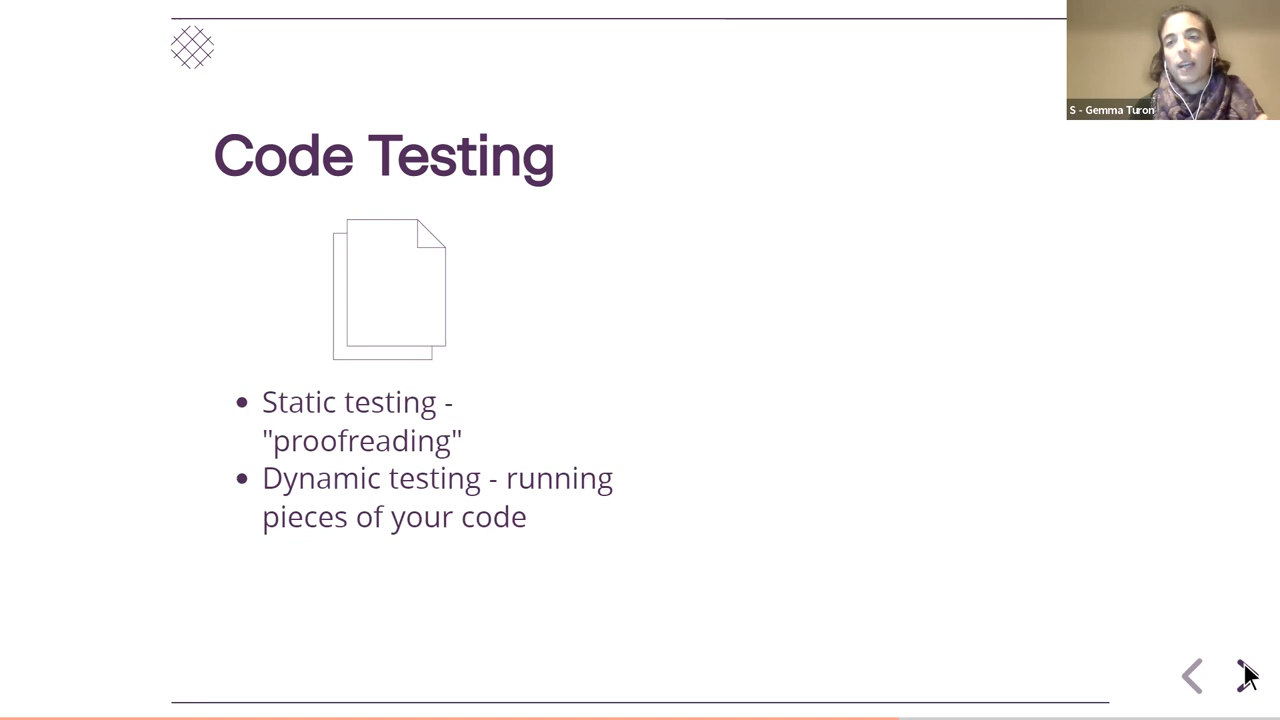 S - Gemma Turon
Code Testing
Static testing -
"proofreading"
Dynamic testing - running
pieces of your code